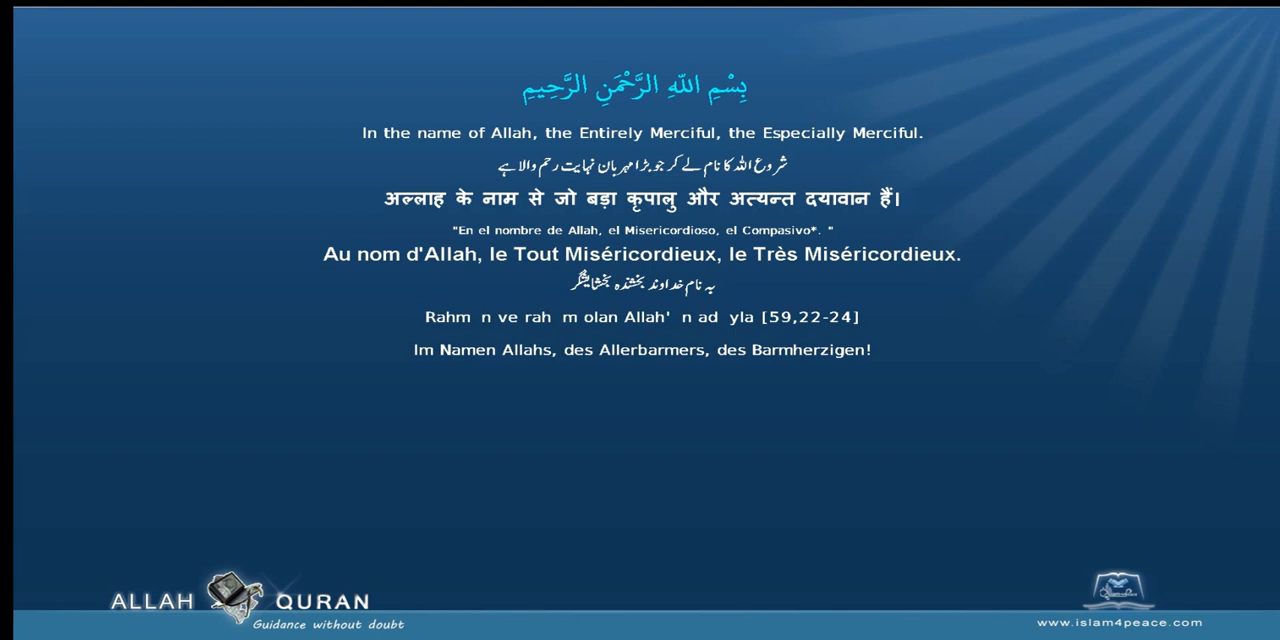 بِسْمِ اللّهِ الرَّحْمَنِ الرَّحِيمِ
In the name of Allah, the Entirely Merciful, the Especially Merciful.
شروع الله کا نام لے کر جو بڑا مہربان نہایت رحم والا ہے
अल्लाह के नाम से जो बड़ा कृपालु और अत्यन्त दयावान हैं।
"En el nombre de Allah, el Misericordioso, el Compasivo*. "
Au nom d'Allah, le Tout Miséricordieux, le Très Miséricordieux.
به نام خداوند بخشنده بخشایشگر
Rahm n ve rah m olan Allah' n ad yla [59,22-24]
Im Namen Allahs, des Allerbarmers, des Barmherzigen!
ALLAH QURAN
Guidance without doubt
www.islam4peace.com